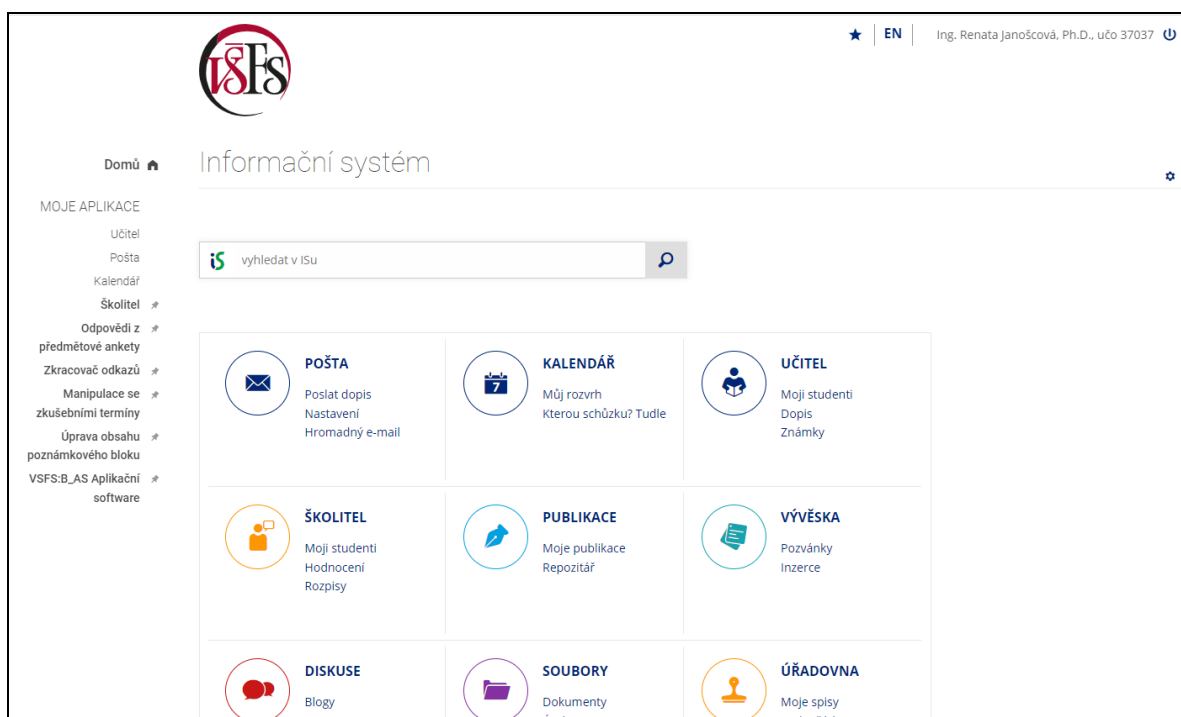 VŠFS
EN
Ing. Renata Janošcová, Ph.D., učo 37037
Domů
Informační systém
MOJE APLIKACE
Učitel
Pošta
Kalendář
Školitel
Odpovědi z
předmětové ankety
Zkracovač odkazů
Manipulace se
zkušebními termíny
Úprava obsahu
poznámkového bloku
VSFS:B_AS Aplikační
software
iS vyhledat v ISu
POŠTA
Poslat dopis
Nastavení
Hromadný e-mail
7
KALENDÁŘ
Můj rozvrh
Kterou schůzku? Tudle
UČITEL
Moji studenti
Dopis
Známky
ŠKOLITEL
Moji studenti
Hodnocení
Rozpisy
PUBLIKACE
Moje publikace
Repozitář
VÝVĚSKA
Pozvánky
Inzerce
DISKUSE
Blogy
SOUBORY
Dokumenty
ÚŘADOVNA
Moje spisy